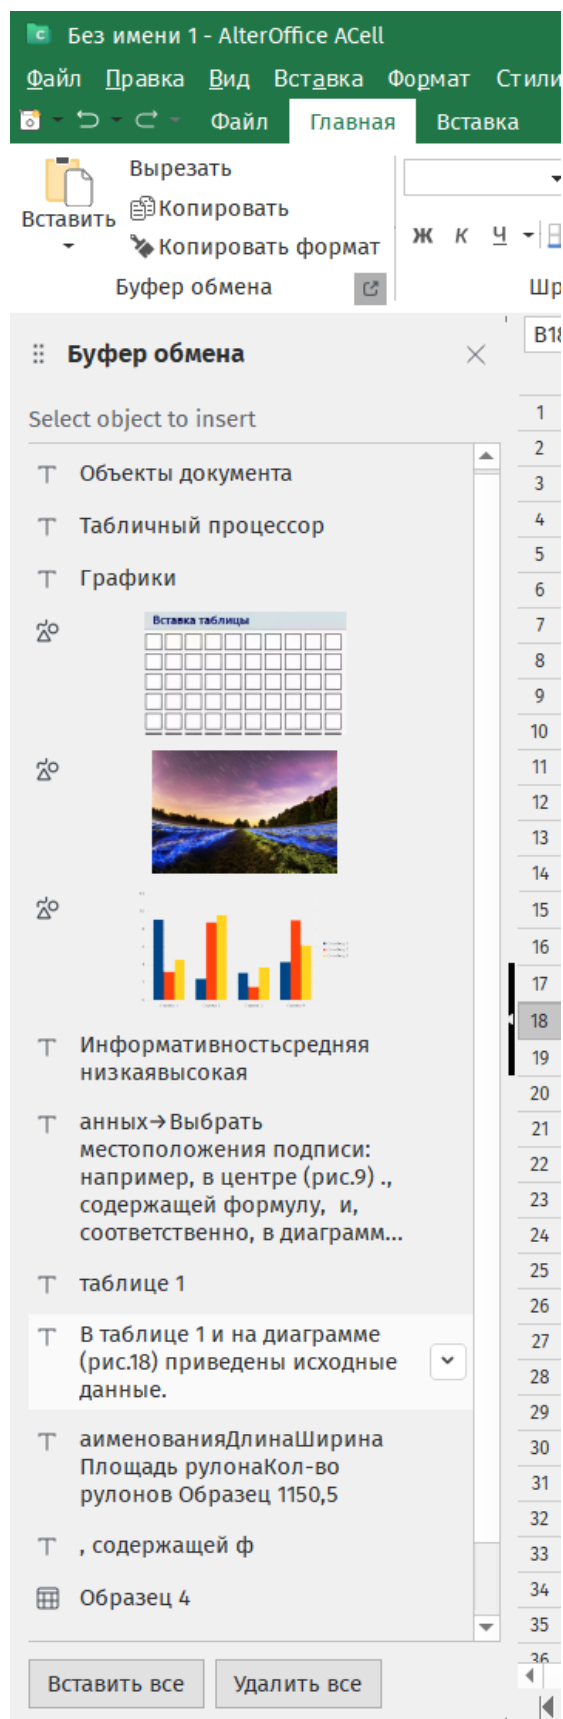 Без имени 1 - AlterOffice ACell
Файл Правка Вид Вставка Формат Стили
Файл Главная Вставка
Вырезать
Копировать
Вставить
Копировать формат
Ж К Ч
Буфер обмена
Шр
Буфер обмена
B18
Select object to insert
Объекты документа
Табличный процессор
Графики
Вставка таблицы
Информативностьсредняя
низкаявысокая
анных→Выбрать
местоположения подписи:
например, в центре (рис.9) .,
содержащей формулу, и,
соответственно, в диаграмм...
таблице 1
В таблице 1 и на диаграмме
(рис.18) приведены исходные
данные.
аименованияДлинаШирина
Площадь рулонаКол-во
рулонов Образец 1150,5
, содержащей ф
Образец 4
Вставить все Удалить все
1
2
3
4
5
6
7
8
9
10
11
12
13
14
15
16
17
18
19
20
21
22
23
24
25
26
27
28
29
30
31
32
33
34
35
36